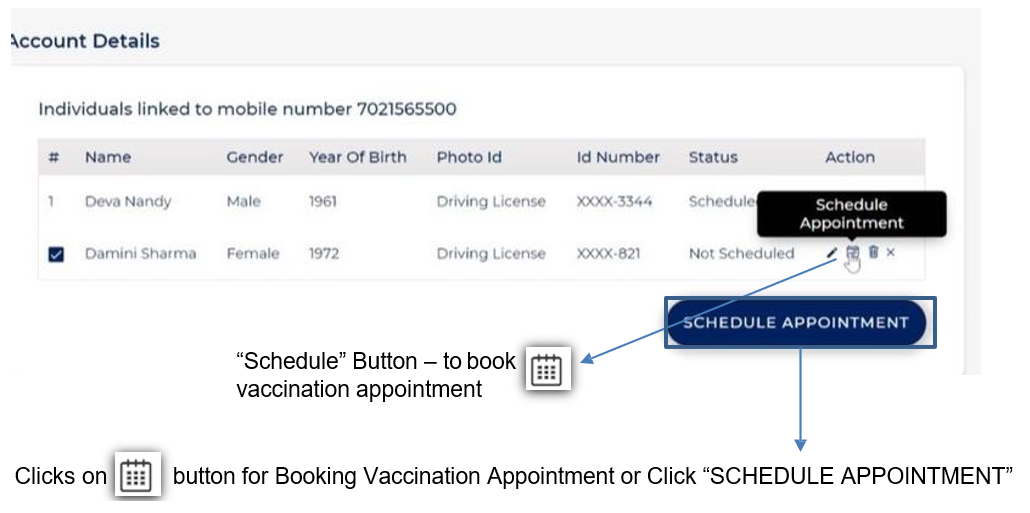 Account Details
Individuals linked to mobile number 7021565500
# Name Gender Year Of Birth Photo Id Id Number Status Action
1 Deva Nandy Male 1961 Driving License XXXX-3344
Schedule
Appointment
Damini Sharma Female 1972 Driving License XXXX-821 Not Scheduled
SCHEDULE APPOINTMENT
“Schedule” Button – to book
vaccination appointment
Clicks on button for Booking Vaccination Appointment or Click “SCHEDULE APPOINTMENT”